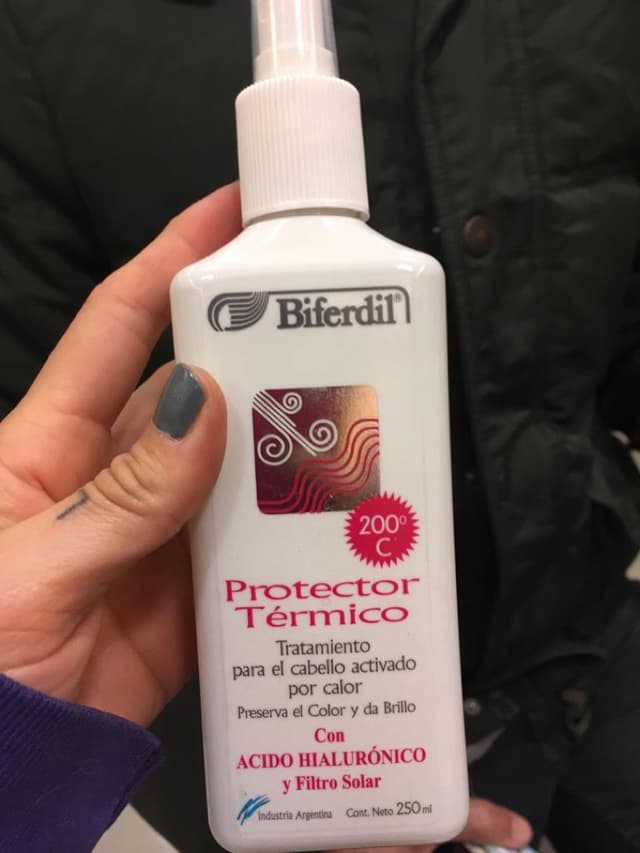 Biferdil®
200º
C
Protector
Térmico
Tratamiento
para el cabello activado
por calor
Preserva el Color y da Brillo
Con
ACIDO HIALURÓNICO
y Filtro Solar
Industria Argentina Cont. Neto 250 ml